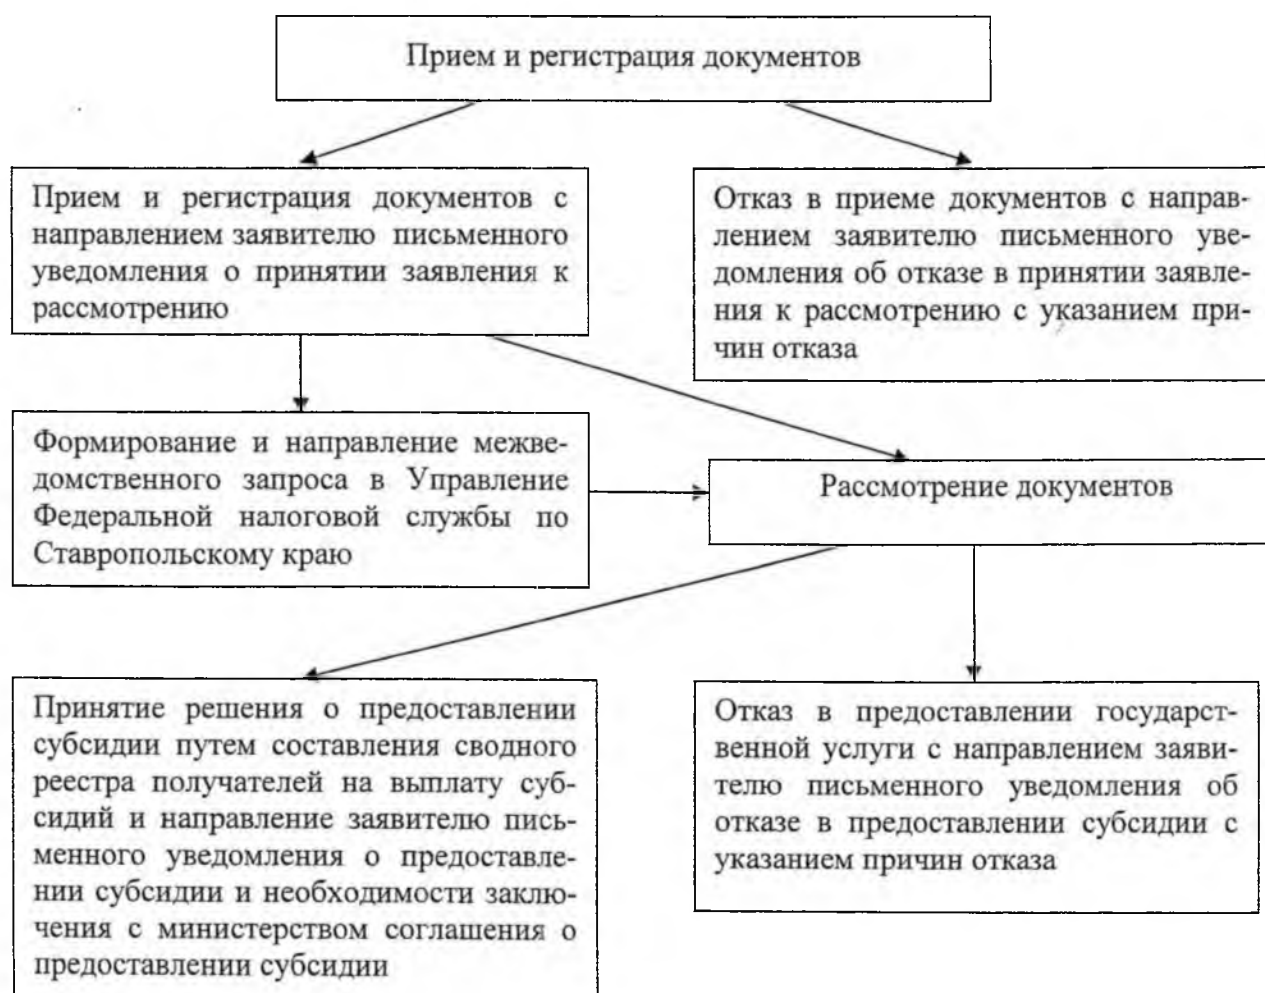 Прием и регистрация документов
Прием и регистрация документов с
направлением заявителю письменного
уведомления о принятии заявления к
рассмотрению
Отказ в приеме документов с направ-
лением заявителю письменного уве-
домления об отказе в принятии заявле-
ния к рассмотрению с указанием при-
чин отказа
Формирование и направление межве-
домственного запроса в Управление
Федеральной налоговой службы по
Ставропольскому краю
Рассмотрение документов
Принятие решения о предоставлении
субсидии путем составления сводного
реестра получателей на выплату суб-
сидий и направление заявителю пись-
менного уведомления о предоставле-
нии субсидии и необходимости заклю-
чения с министерством соглашения о
предоставлении субсидии
Отказ в предоставлении государст-
венной услуги с направлением заяви-
телю письменного уведомления об
отказе в предоставлении субсидии с
указанием причин отказа